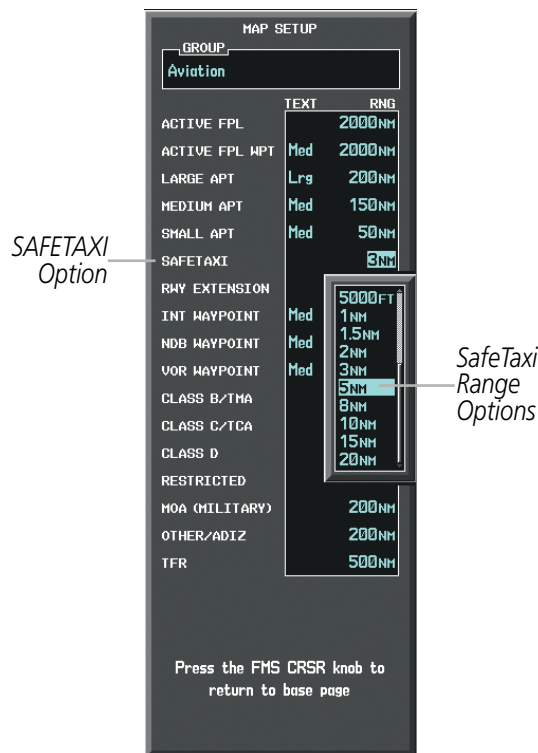 MAP SETUP
GROUP
Aviation
TEXT RNG
ACTIVE FPL 2000NM
ACTIVE FPL WPT Med 2000NM
LARGE APT Lrg 200NM
MEDIUM APT Med 150NM
SMALL APT Med 50NM
SAFETAXI 3NM
RWY EXTENSION
INT WAYPOINT Med
NDB WAYPOINT Med
VOR WAYPOINT Med
CLASS B/TMA
CLASS C/TCA
CLASS D
RESTRICTED
MOA (MILITARY) 200NM
OTHER/ADIZ 200NM
TFR 500NM
5000FT
1NM
1.5NM
2NM
3NM
5NM
8NM
10NM
15NM
20NM
SAFETAXI
Option
SafeTaxi
Range
Options
Press the FMS CRSR knob to
return to base page